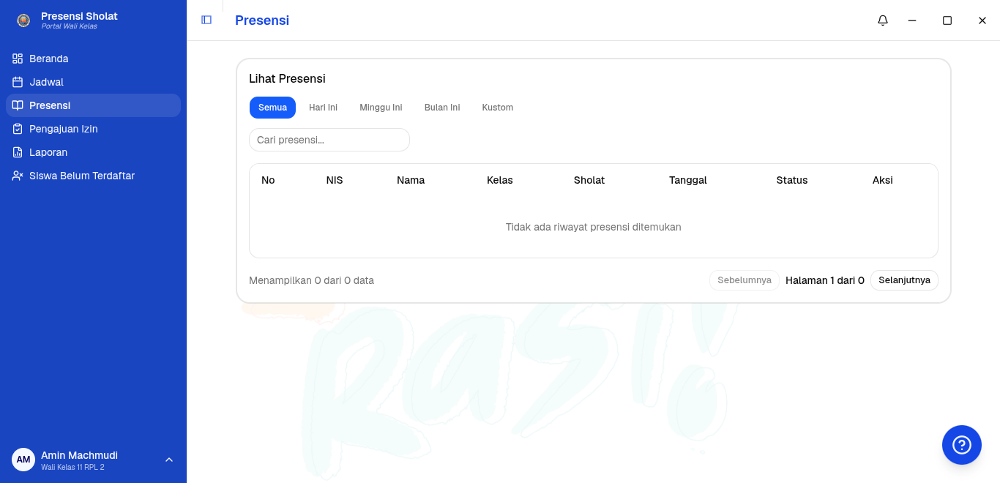 Presensi Sholat
Portal Wali Kelas
Beranda
Jadwal
Presensi
Pengajuan Izin
Laporan
Siswa Belum Terdaftar
AM
Amin Machmudi
Wali Kelas 11 RPL 2
Presensi
Lihat Presensi
Semua Hari Ini Minggu Ini Bulan Ini Kustom
Cari presensi...
No NIS Nama Kelas Sholat Tanggal Status Aksi
Tidak ada riwayat presensi ditemukan
Menampilkan 0 dari 0 data
Sebelumnya Halaman 1 dari 0 Selanjutnya